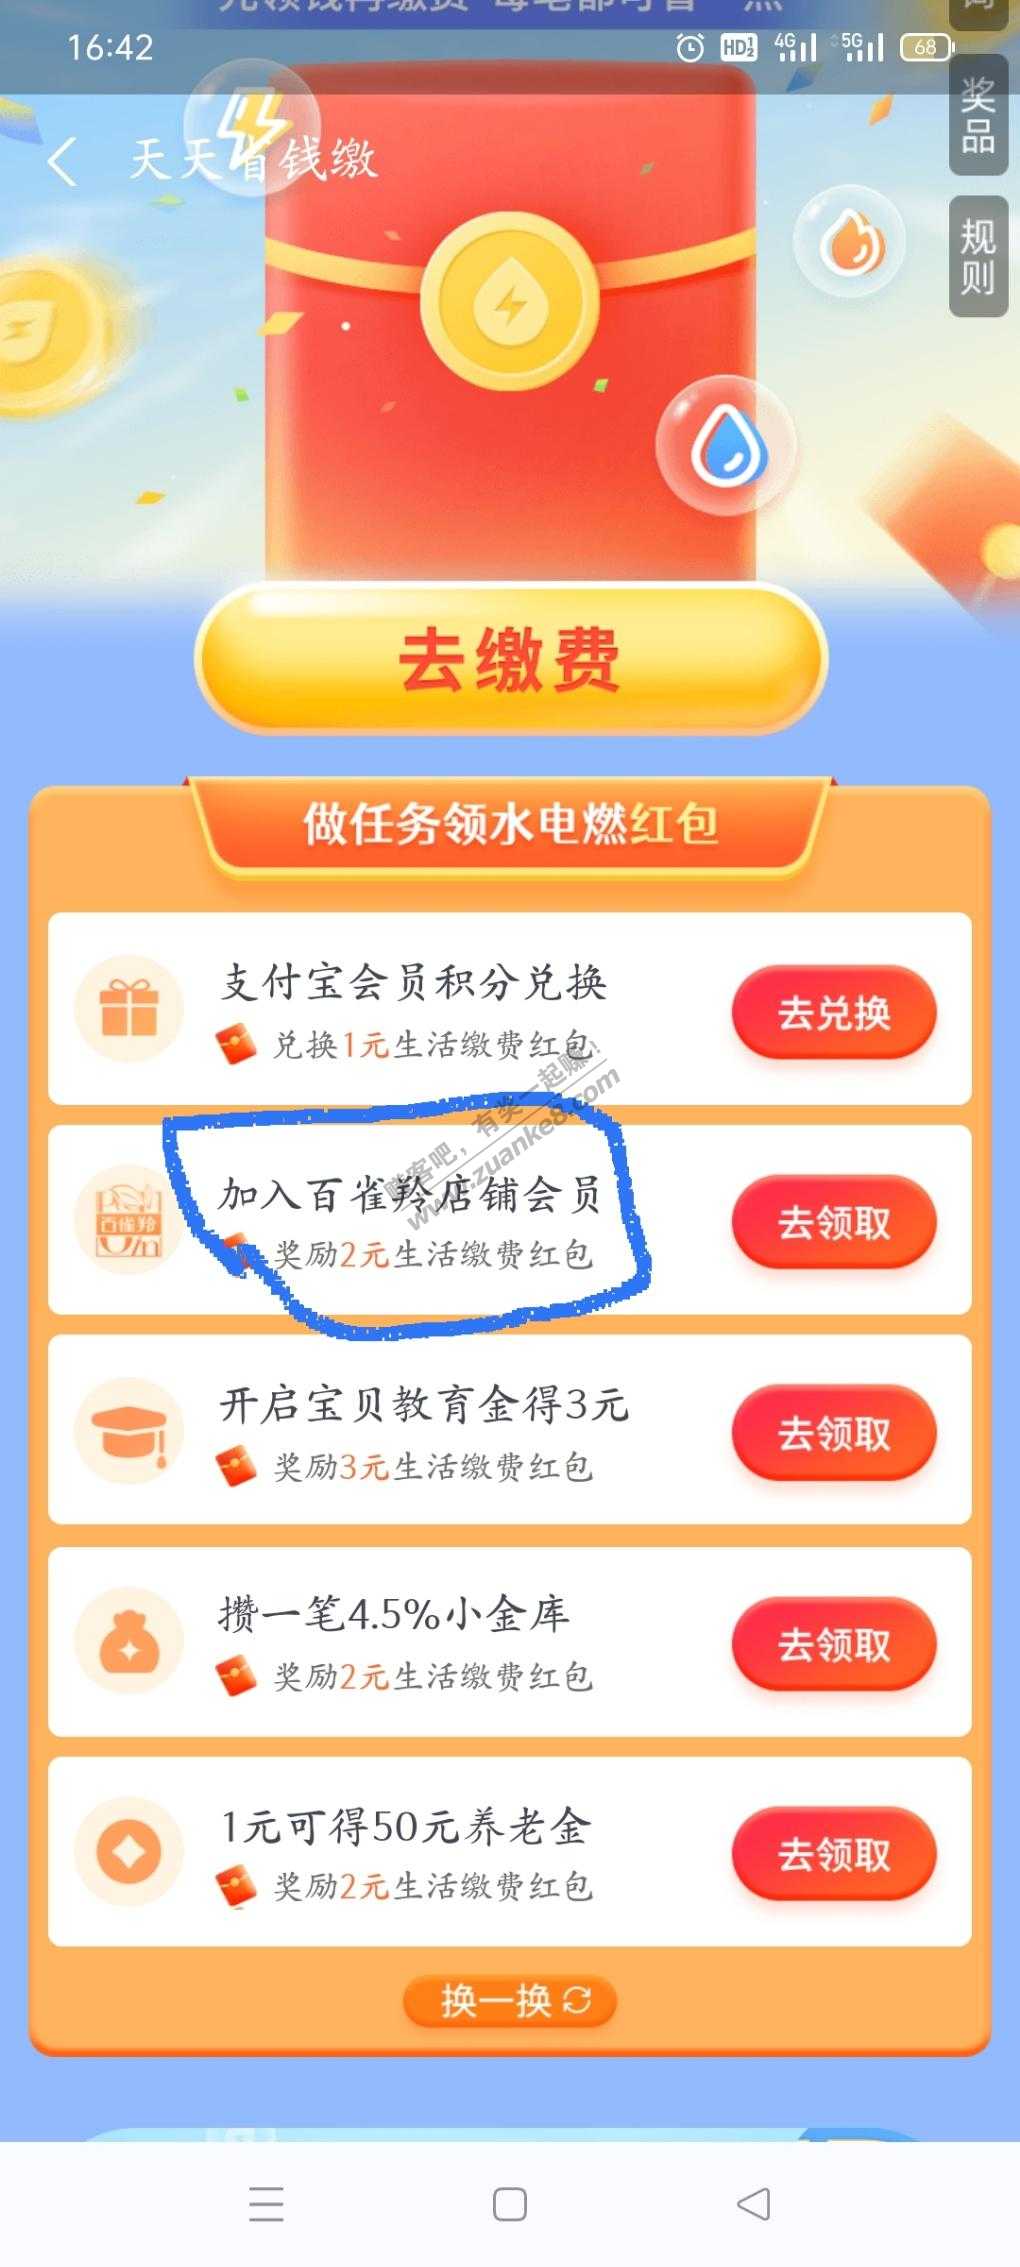 16:42
4G
5G
68
奖品
天天省钱缴
规则
去缴费
做任务领水电燃红包
支付宝会员积分兑换
兑换1元生活缴费红包
去兑换
赚客吧，有奖一起赚！
www.zuanke8.com
加入百雀羚店铺会员
奖励2元生活缴费红包
去领取
百雀羚
开启宝贝教育金得3元
奖励3元生活缴费红包
去领取
攒一笔4.5%小金库
奖励2元生活缴费红包
去领取
1元可得50元养老金
奖励2元生活缴费红包
去领取
换一换